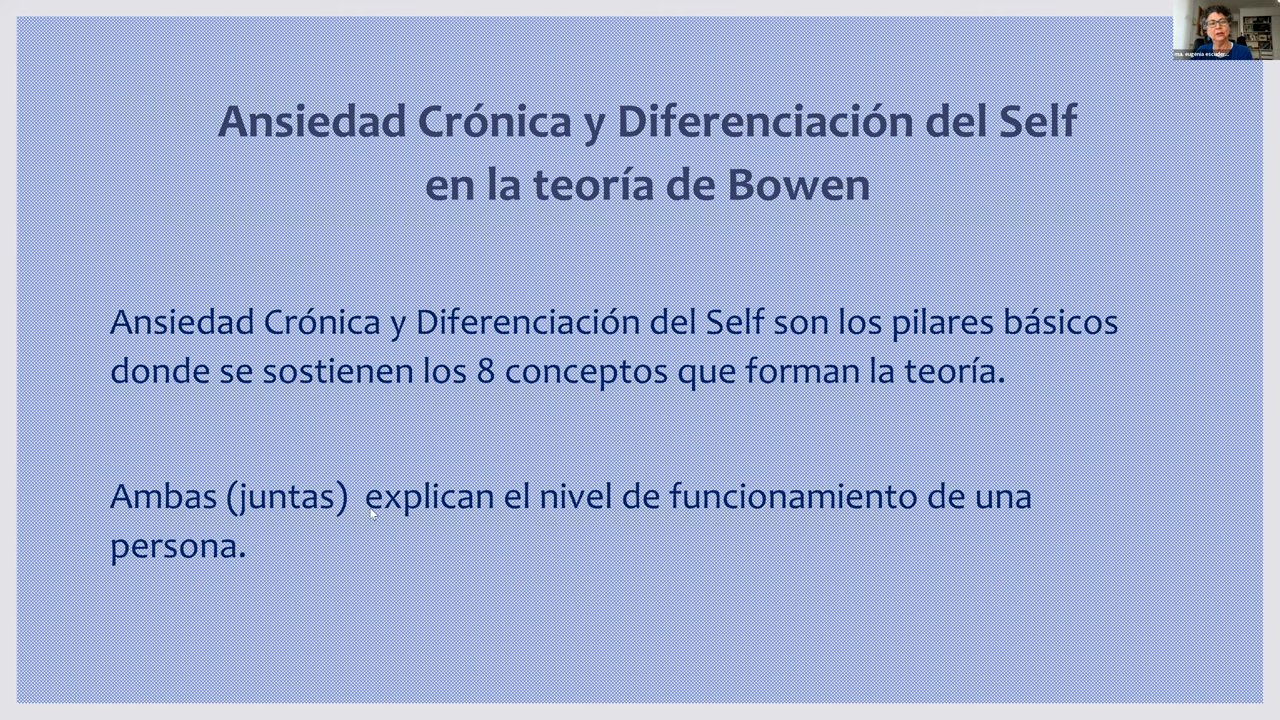 Ansiedad Crónica y Diferenciación del Self
en la teoría de Bowen
Ansiedad Crónica y Diferenciación del Self son los pilares básicos
donde se sostienen los 8 conceptos que forman la teoría.
Ambas (juntas) explican el nivel de funcionamiento de una
persona.
eugenia